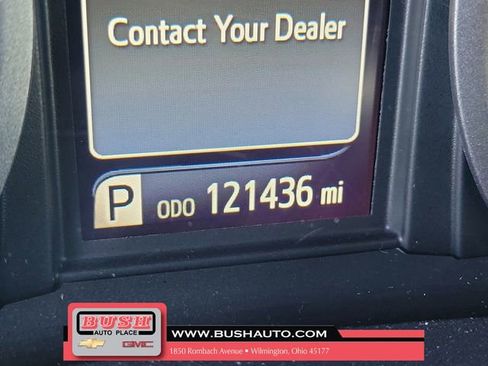 Contact Your Dealer
P ODO 121436 mi
BUSH
AUTO PLACE
GMC
WWW.BUSHAUTO.COM
1850 Rombach Avenue • Wilmington, Ohio 45177